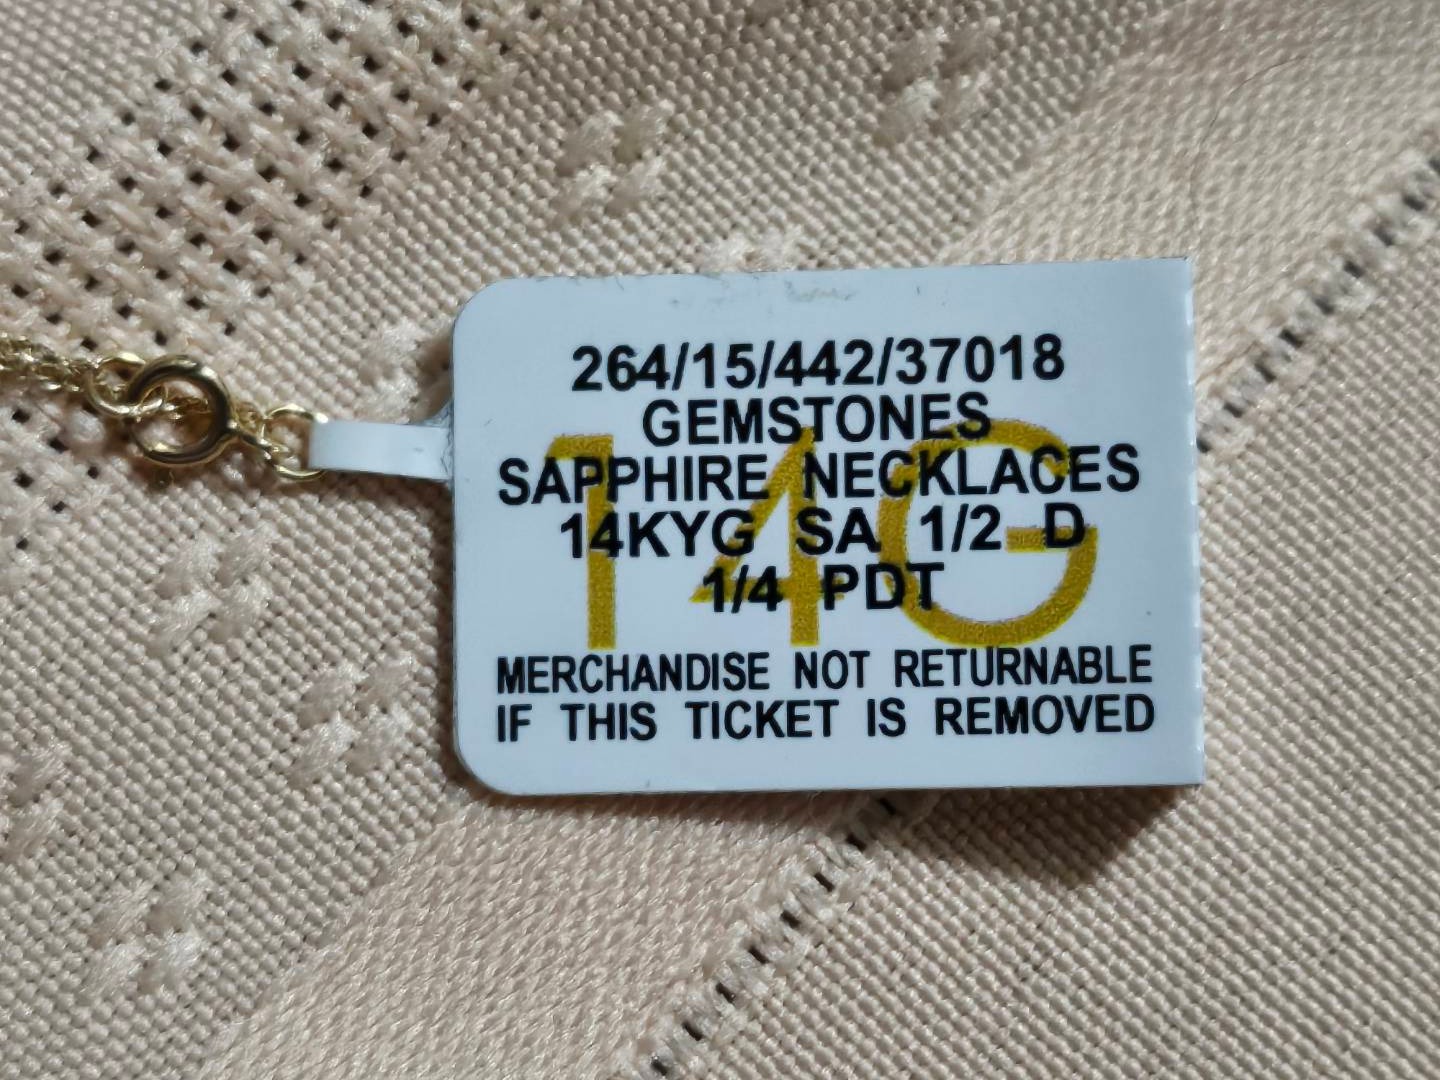 264/15/442/37018
GEMSTONES
SAPPHIRE NECKLACES
14KYG SA 1/2 D
1/4 PDT
14G
MERCHANDISE NOT RETURNABLE
IF THIS TICKET IS REMOVED